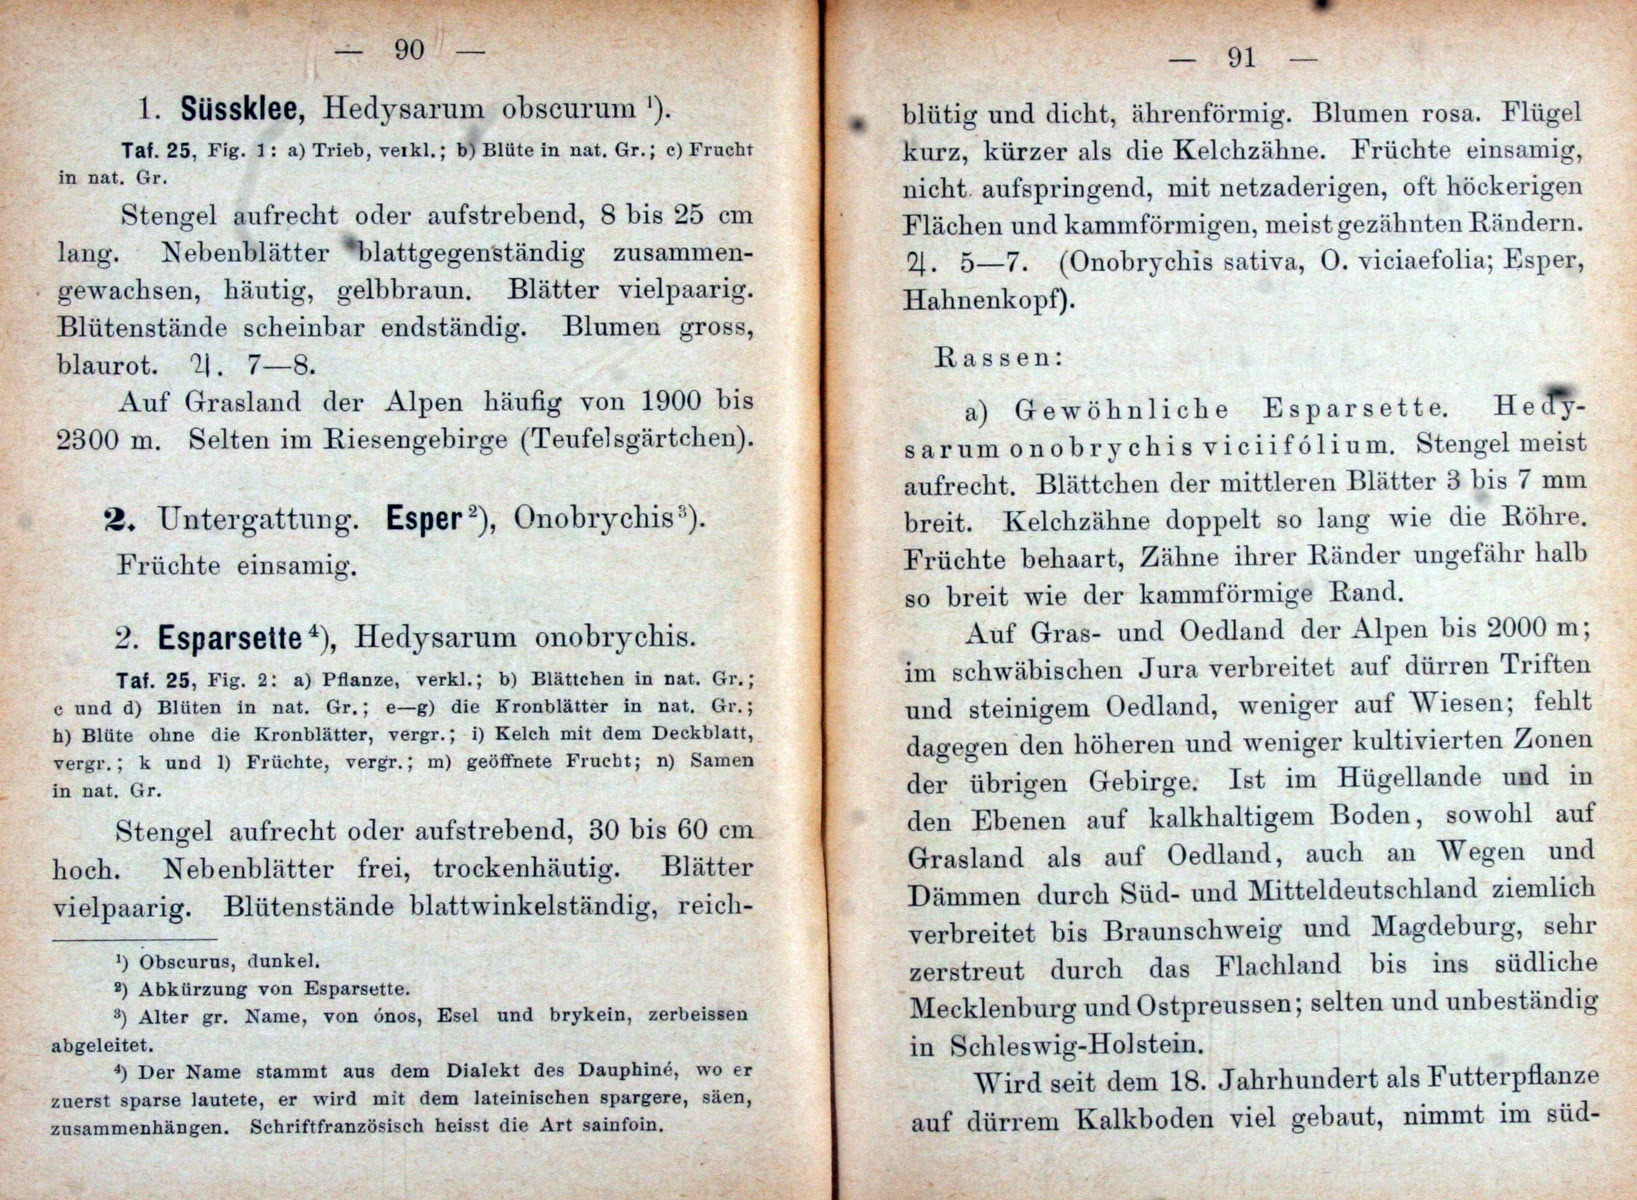 — 90 —
1. Süssklee, Hedysarum obscurum ¹).
Taf. 25, Fig. 1: a) Trieb, verkl.; b) Blüte in nat. Gr.; c) Frucht
in nat. Gr.
Stengel aufrecht oder aufstrebend, 8 bis 25 cm
lang. Nebenblätter blattgegenständig zusammen-
gewachsen, häutig, gelbbraun. Blätter vielpaarig.
Blütenstände scheinbar endständig. Blumen gross,
blaurot. ♃. 7—8.
Auf Grasland der Alpen häufig von 1900 bis
2300 m. Selten im Riesengebirge (Teufelsgärtchen).
2. Untergattung. Esper ²), Onobrychis ³).
Früchte einsamig.
2. Esparsette ⁴), Hedysarum onobrychis.
Taf. 25, Fig. 2: a) Pflanze, verkl.; b) Blättchen in nat. Gr.;
c und d) Blüten in nat. Gr.; e—g) die Kronblätter in nat. Gr.;
h) Blüte ohne die Kronblätter, vergr.; i) Kelch mit dem Deckblatt,
vergr.; k und l) Früchte, vergr.; m) geöffnete Frucht; n) Samen
in nat. Gr.
Stengel aufrecht oder aufstrebend, 30 bis 60 cm
hoch. Nebenblätter frei, trockenhäutig. Blätter
vielpaarig. Blütenstände blattwinkelständig, reich-
¹) Obscurus, dunkel.
²) Abkürzung von Esparsette.
³) Alter gr. Name, von ónos, Esel und brykein, zerbeissen
abgeleitet.
⁴) Der Name stammt aus dem Dialekt des Dauphiné, wo er
zuerst sparse lautete, er wird mit dem lateinischen spargere, säen,
zusammenhängen. Schriftfranzösisch heisst die Art sainfoin.
— 91 —
blütig und dicht, ährenförmig. Blumen rosa. Flügel
kurz, kürzer als die Kelchzähne. Früchte einsamig,
nicht aufspringend, mit netzaderigen, oft höckerigen
Flächen und kammförmigen, meist gezähnten Rändern.
♃. 5—7. (Onobrychis sativa, O. viciaefolia; Esper,
Hahnenkopf).
Rassen:
a) Gewöhnliche Esparsette. Hedy-
sarum onobrychis viciifólium. Stengel meist
aufrecht. Blättchen der mittleren Blätter 3 bis 7 mm
breit. Kelchzähne doppelt so lang wie die Röhre.
Früchte behaart, Zähne ihrer Ränder ungefähr halb
so breit wie der kammförmige Rand.
Auf Gras- und Oedland der Alpen bis 2000 m;
im schwäbischen Jura verbreitet auf dürren Triften
und steinigem Oedland, weniger auf Wiesen; fehlt
dagegen den höheren und weniger kultivierten Zonen
der übrigen Gebirge. Ist im Hügellande und in
den Ebenen auf kalkhaltigem Boden, sowohl auf
Grasland als auf Oedland, auch an Wegen und
Dämmen durch Süd- und Mitteldeutschland ziemlich
verbreitet bis Braunschweig und Magdeburg, sehr
zerstreut durch das Flachland bis ins südliche
Mecklenburg und Ostpreussen; selten und unbeständig
in Schleswig-Holstein.
Wird seit dem 18. Jahrhundert als Futterpflanze
auf dürrem Kalkboden viel gebaut, nimmt im süd-